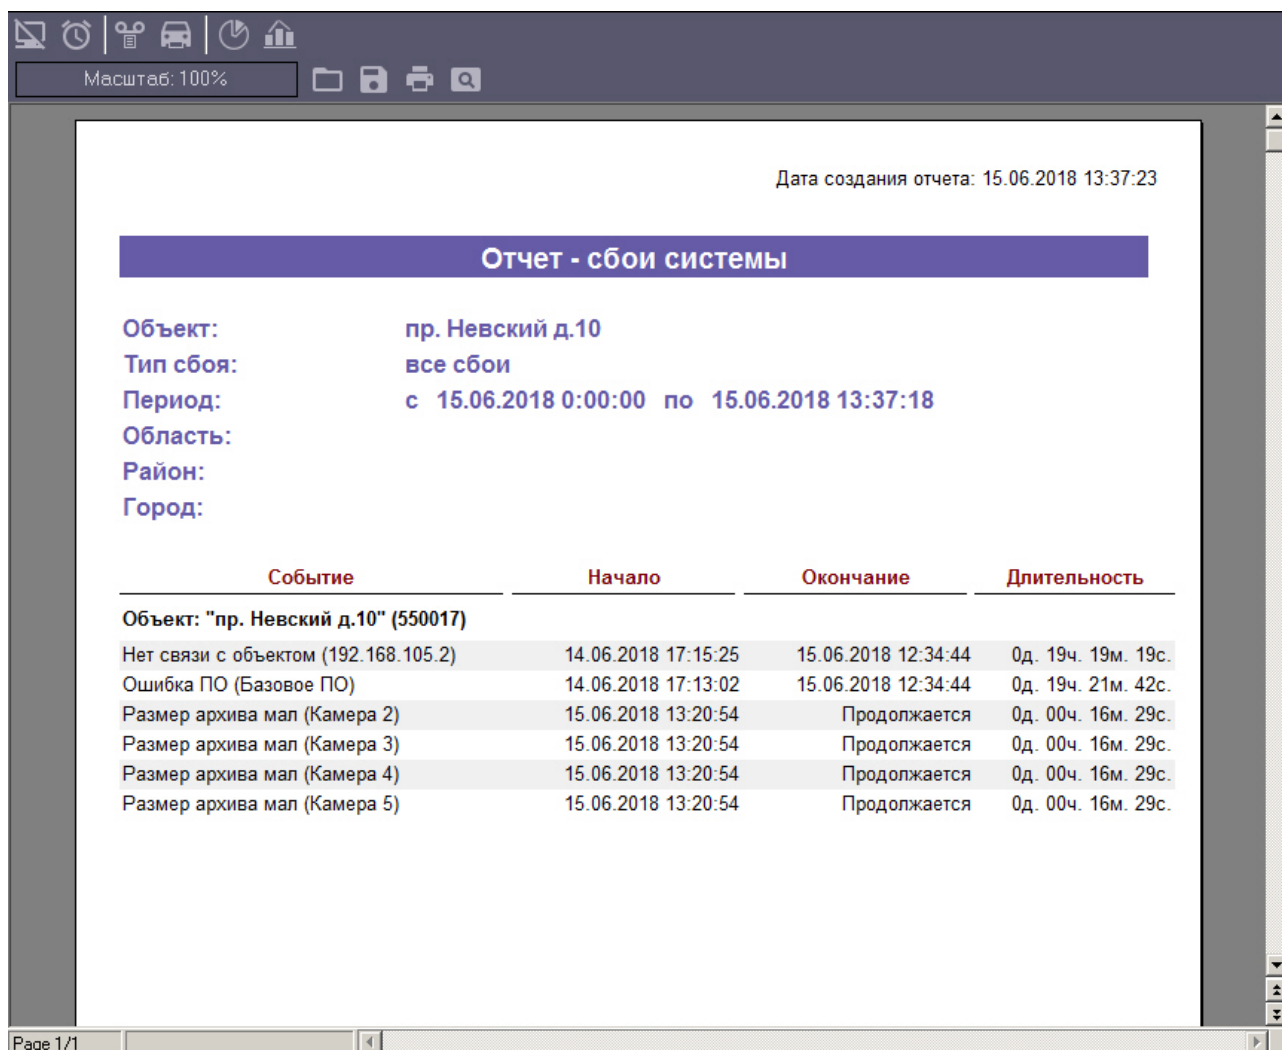 Масштаб: 100%
Дата создания отчета: 15.06.2018 13:37:23
Отчет - сбои системы
Объект: пр. Невский д.10
Тип сбоя: все сбои
Период: с 15.06.2018 0:00:00 по 15.06.2018 13:37:18
Область:
Район:
Город:
Событие Начало Окончание Длительность
Объект: "пр. Невский д.10" (550017)
Нет связи с объектом (192.168.105.2) 14.06.2018 17:15:25 15.06.2018 12:34:44 0д. 19ч. 19м. 19с.
Ошибка ПО (Базовое ПО) 14.06.2018 17:13:02 15.06.2018 12:34:44 0д. 19ч. 21м. 42с.
Размер архива мал (Камера 2) 15.06.2018 13:20:54 Продолжается 0д. 00ч. 16м. 29с.
Размер архива мал (Камера 3) 15.06.2018 13:20:54 Продолжается 0д. 00ч. 16м. 29с.
Размер архива мал (Камера 4) 15.06.2018 13:20:54 Продолжается 0д. 00ч. 16м. 29с.
Размер архива мал (Камера 5) 15.06.2018 13:20:54 Продолжается 0д. 00ч. 16м. 29с.
Page 1/1